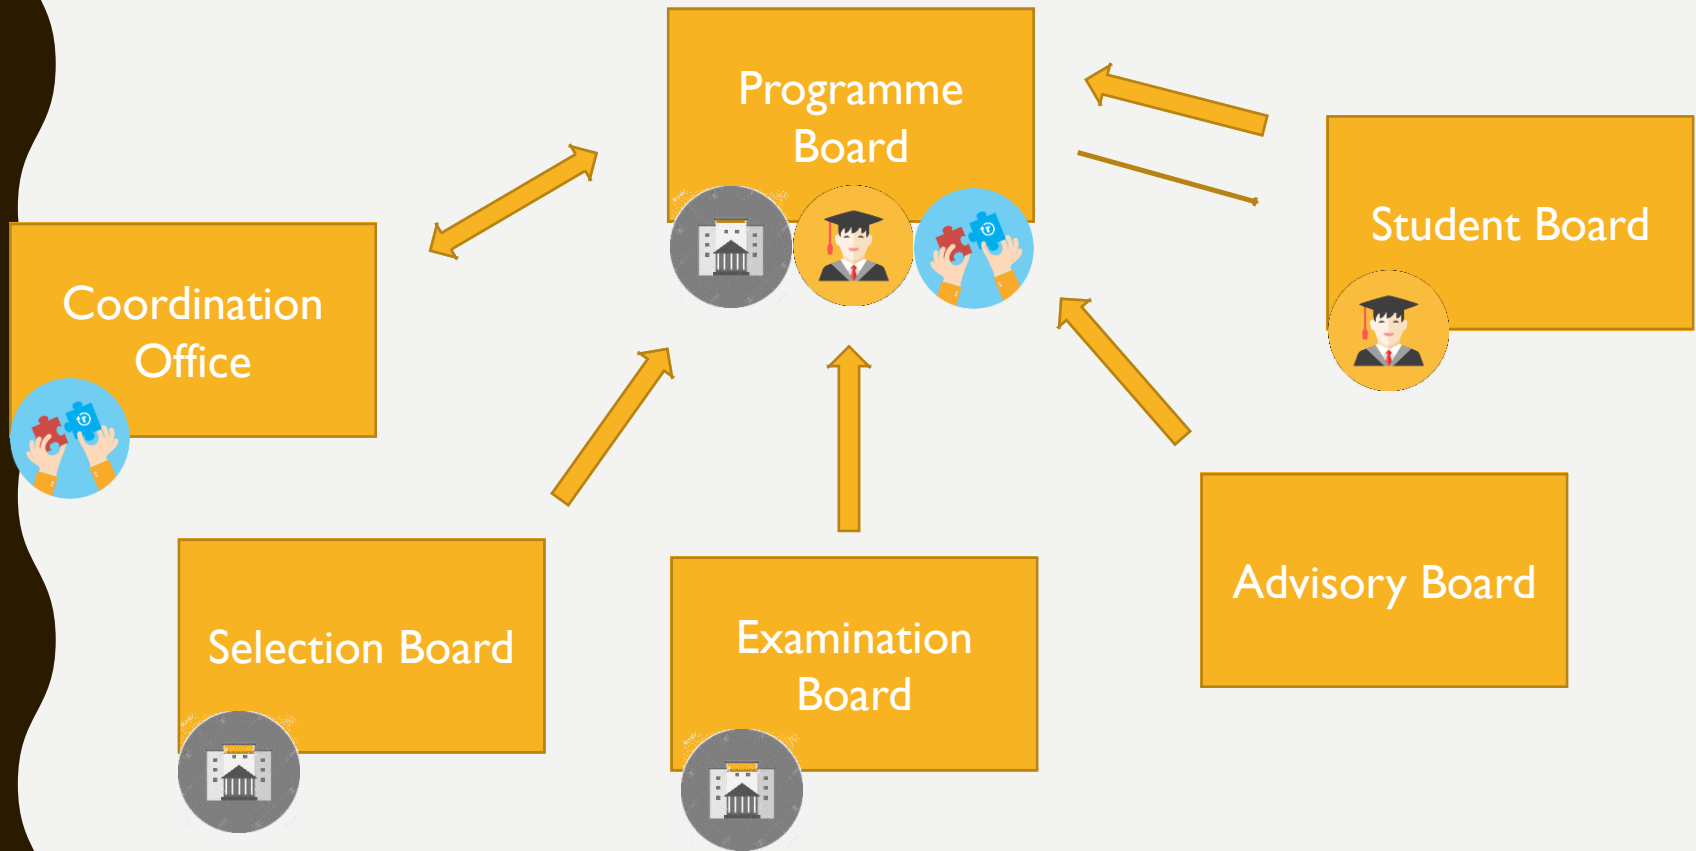 Programme
Board
Student Board
Coordination
Office
Advisory Board
Selection Board
Examination
Board